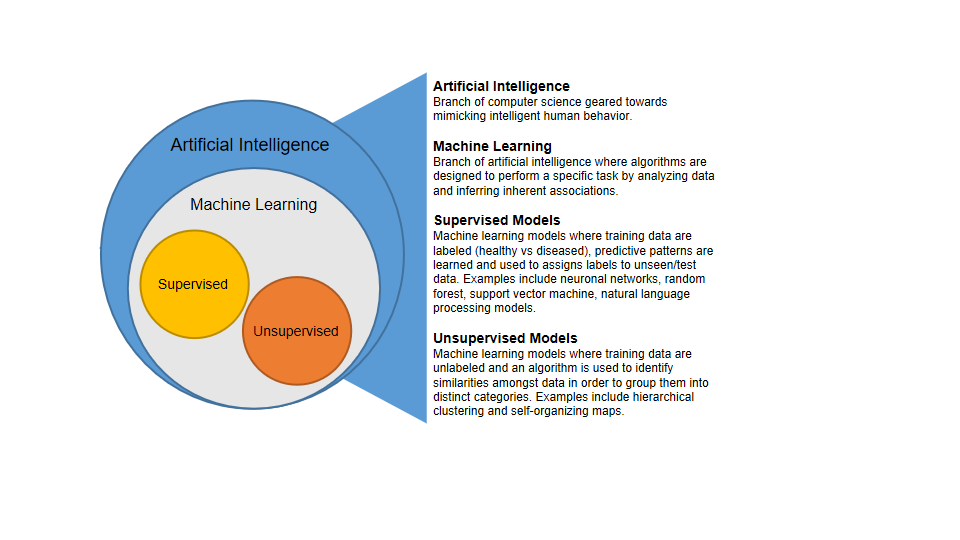 Artificial Intelligence
Machine Learning
Supervised
Unsupervised
Artificial Intelligence
Branch of computer science geared towards
mimicking intelligent human behavior.
Machine Learning
Branch of artificial intelligence where algorithms are
designed to perform a specific task by analyzing data
and inferring inherent associations.
Supervised Models
Machine learning models where training data are
labeled (healthy vs diseased), predictive patterns are
learned and used to assigns labels to unseen/test
data. Examples include neuronal networks, random
forest, support vector machine, natural language
processing models.
Unsupervised Models
Machine learning models where training data are
unlabeled and an algorithm is used to identify
similarities amongst data in order to group them into
distinct categories. Examples include hierarchical
clustering and self-organizing maps.